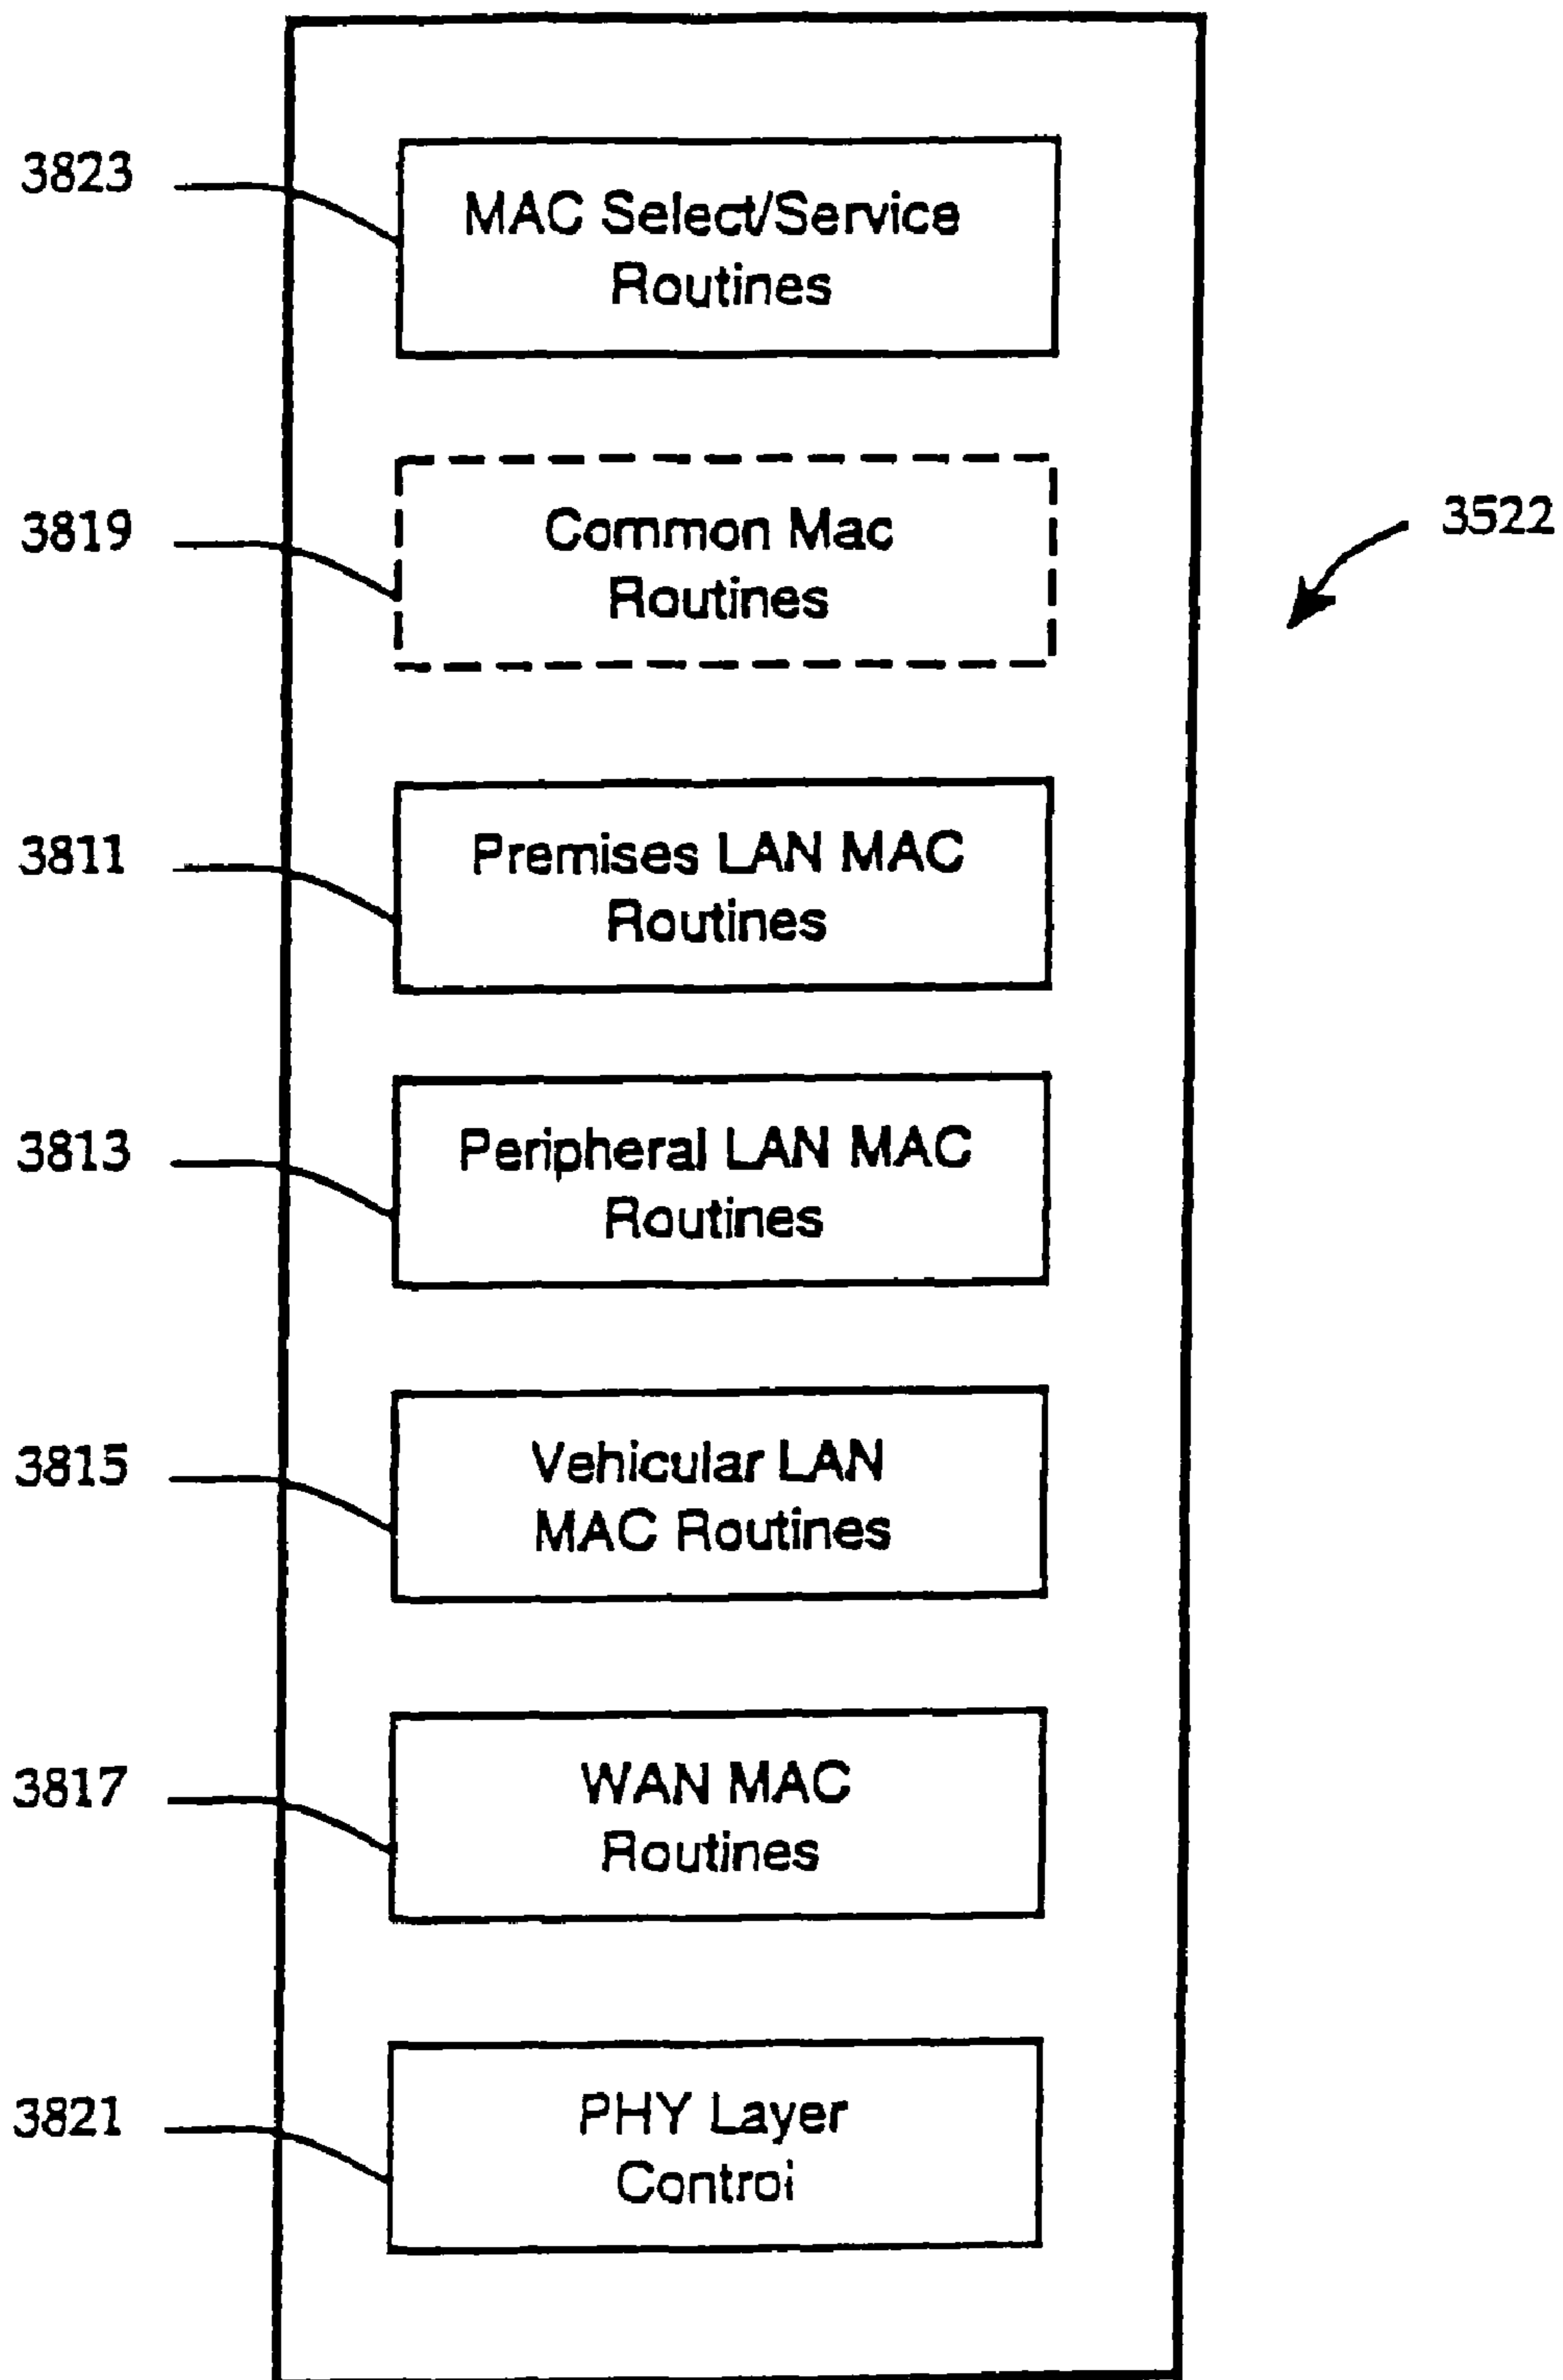 3823
MAC Select/Service
Routines
3819
Common Mac
Routines
3522
3811
Premises LAN MAC
Routines
3813
Peripheral LAN MAC
Routines
3815
Vehicular LAN
MAC Routines
3817
WAN MAC
Routines
3821
PHY Layer
Control